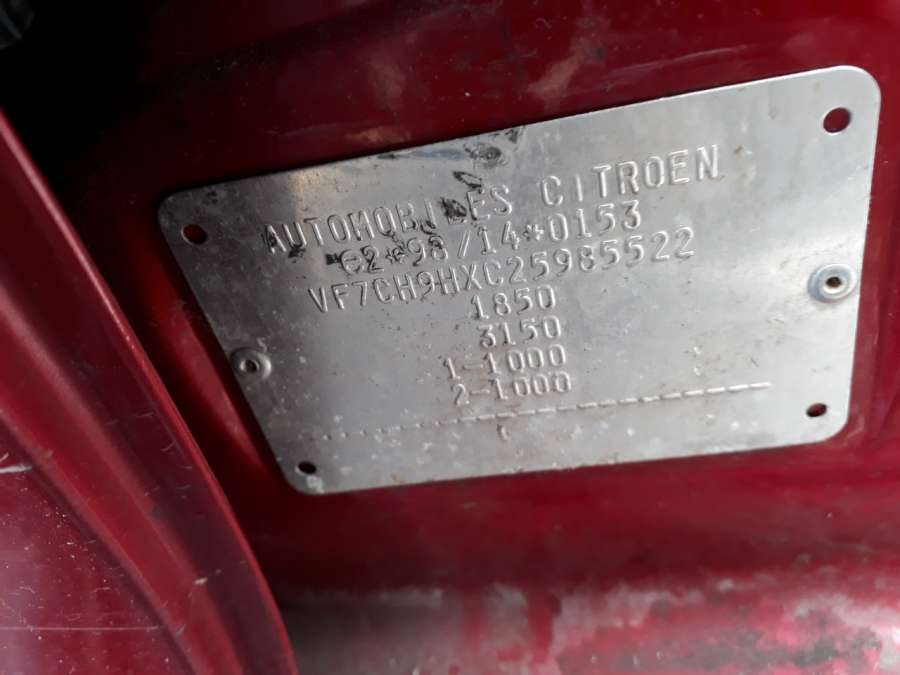 AUTOMOBILES CITROEN
e2*98/14*0153
VF7CH9HXC25985522
1850
3150
1-1000
2-1000